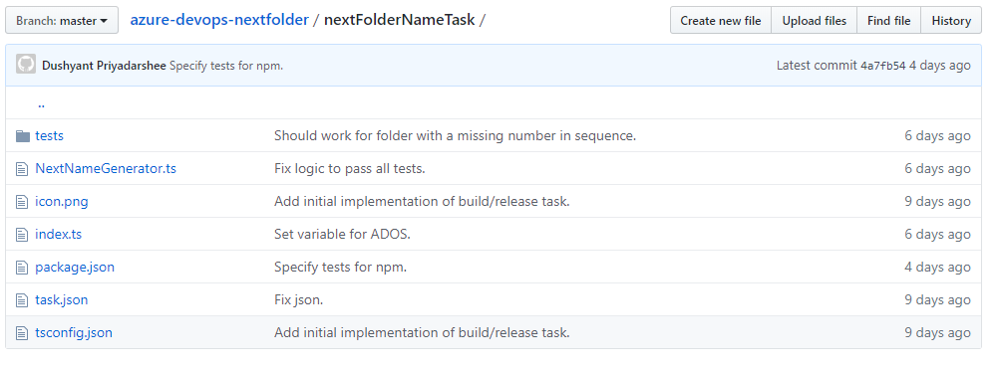 Branch: master azure-devops-nextfolder / nextFolderNameTask / Create new file Upload files Find file History
Dushyant Priyadarshee Specify tests for npm. Latest commit 4a7fb54 4 days ago
..
tests Should work for folder with a missing number in sequence. 6 days ago
NextNameGenerator.ts Fix logic to pass all tests. 6 days ago
icon.png Add initial implementation of build/release task. 9 days ago
index.ts Set variable for ADOS. 6 days ago
package.json Specify tests for npm. 4 days ago
task.json Fix json. 9 days ago
tsconfig.json Add initial implementation of build/release task. 9 days ago